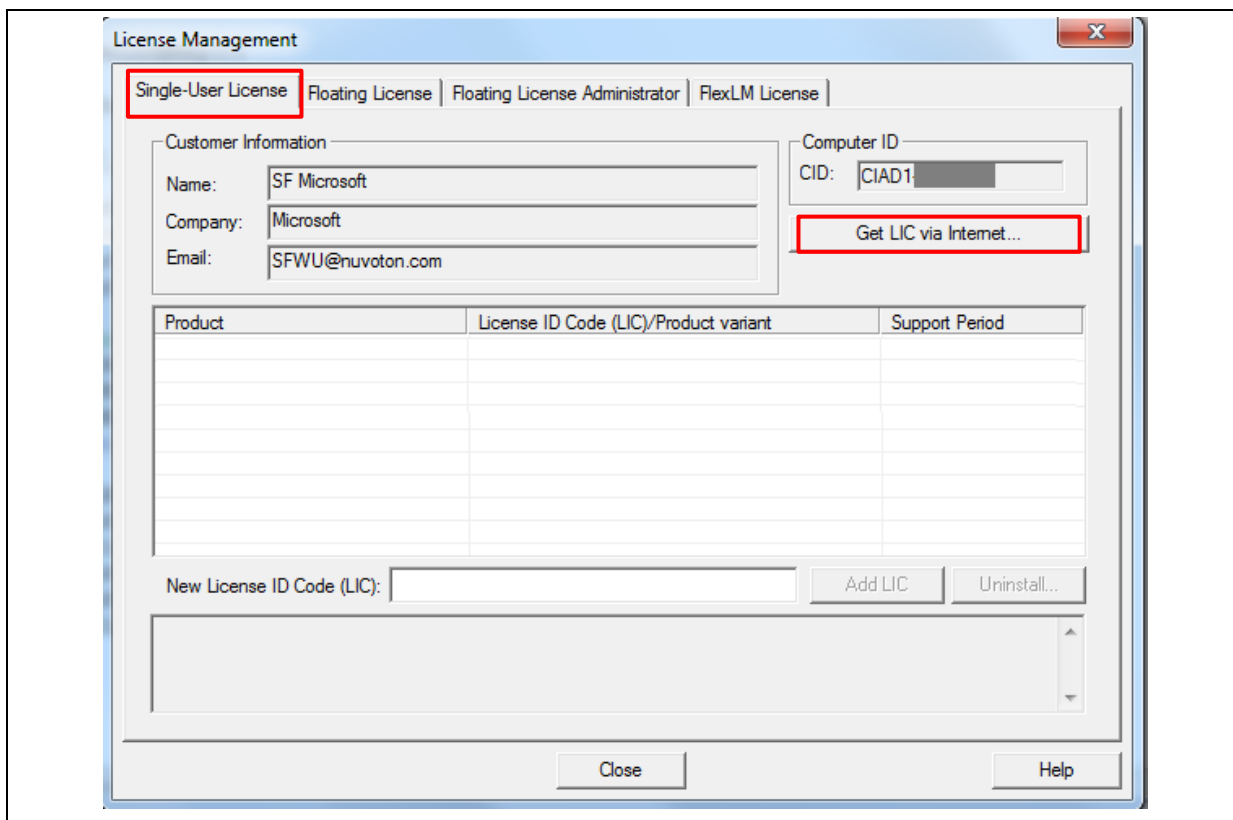 License Management
Single-User License Floating License Floating License Administrator FlexLM License
Customer Information
Name: SF Microsoft
Company: Microsoft
Email: SFWU@nuvoton.com
Computer ID
CID: CIAD1-
Get LIC via Internet...
Product License ID Code (LIC)/Product variant Support Period
New License ID Code (LIC): Add LIC Uninstall...
Close Help